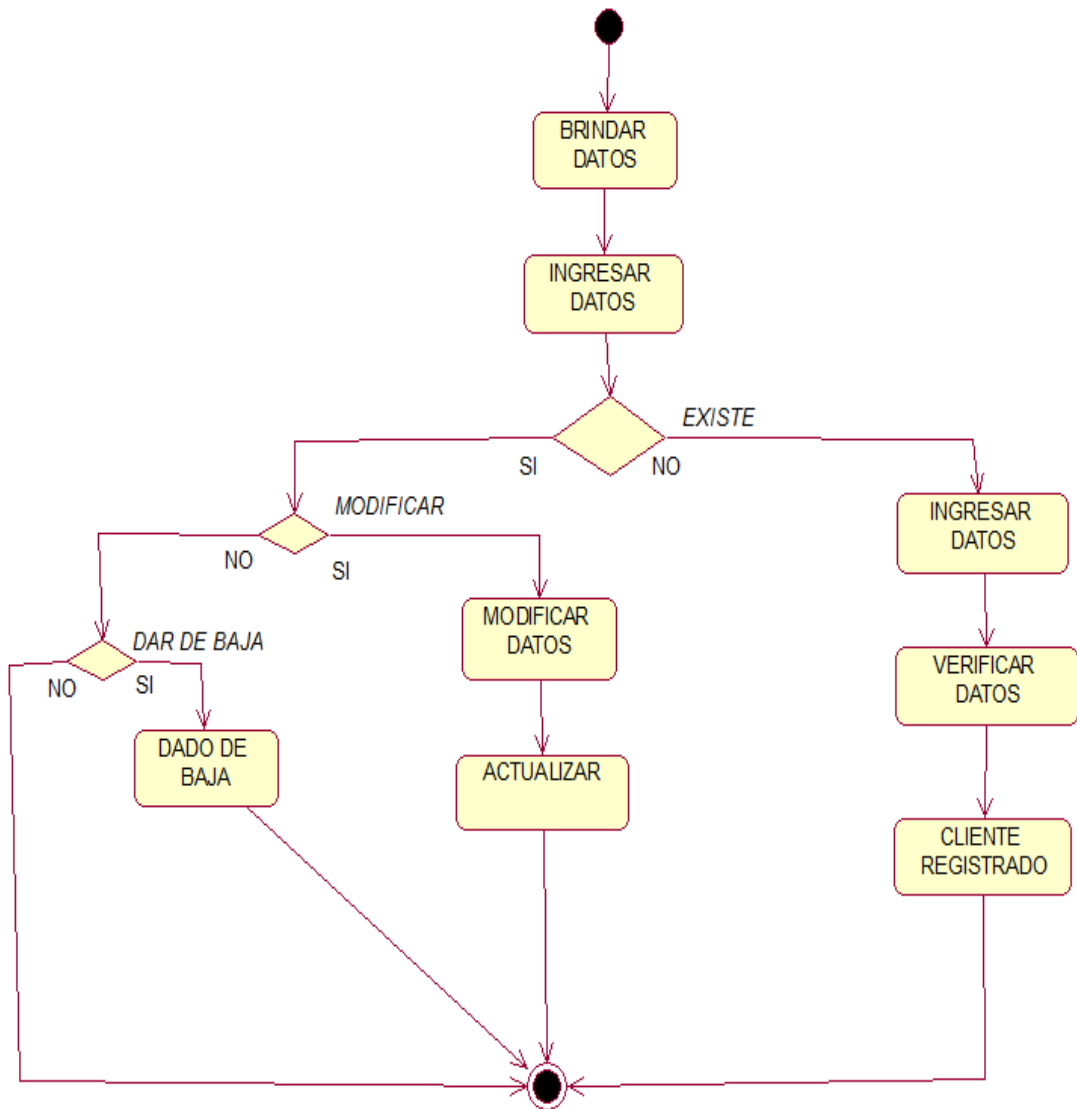 BRINDAR
DATOS
INGRESAR
DATOS
EXISTE
SI
NO
MODIFICAR
NO
SI
INGRESAR
DATOS
MODIFICAR
DATOS
DAR DE BAJA
NO
SI
VERIFICAR
DATOS
DADO DE
BAJA
ACTUALIZAR
CLIENTE
REGISTRADO